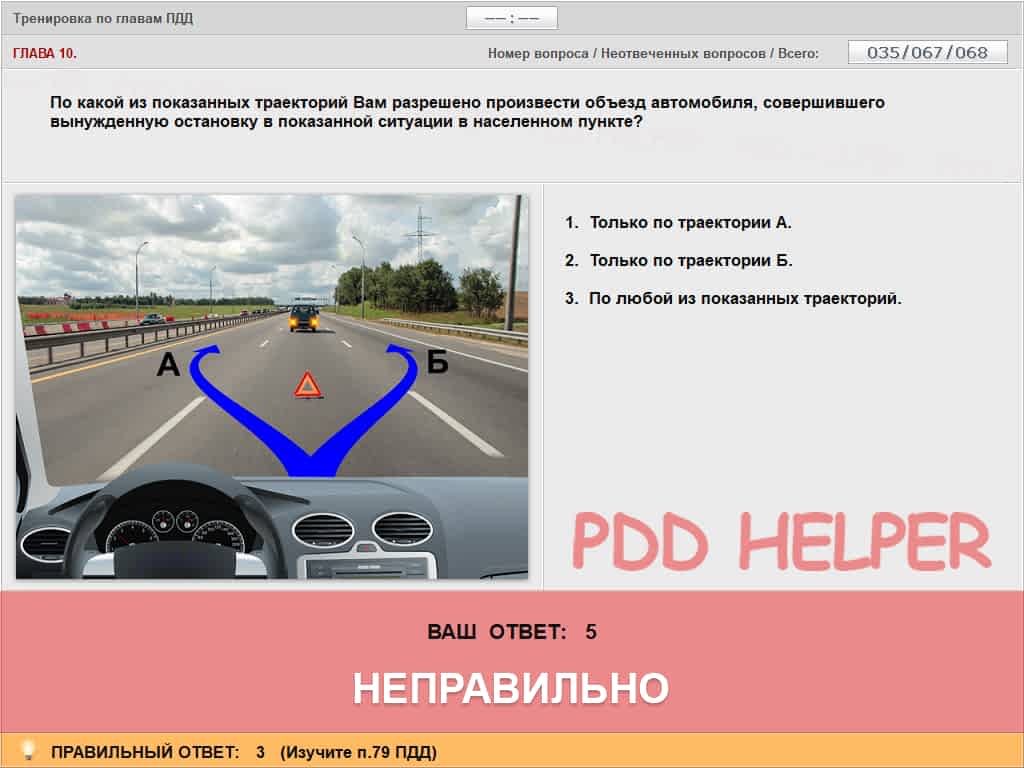 Тренировка по главам ПДД
—— : ——
ГЛАВА 10.
Номер вопроса / Неотвеченных вопросов / Всего:
035/067/068
По какой из показанных траекторий Вам разрешено произвести объезд автомобиля, совершившего
вынужденную остановку в показанной ситуации в населенном пункте?
А
Б
1. Только по траектории А.
2. Только по траектории Б.
3. По любой из показанных траекторий.
PDD HELPER
ВАШ ОТВЕТ: 5
НЕПРАВИЛЬНО
ПРАВИЛЬНЫЙ ОТВЕТ: 3 (Изучите п.79 ПДД)